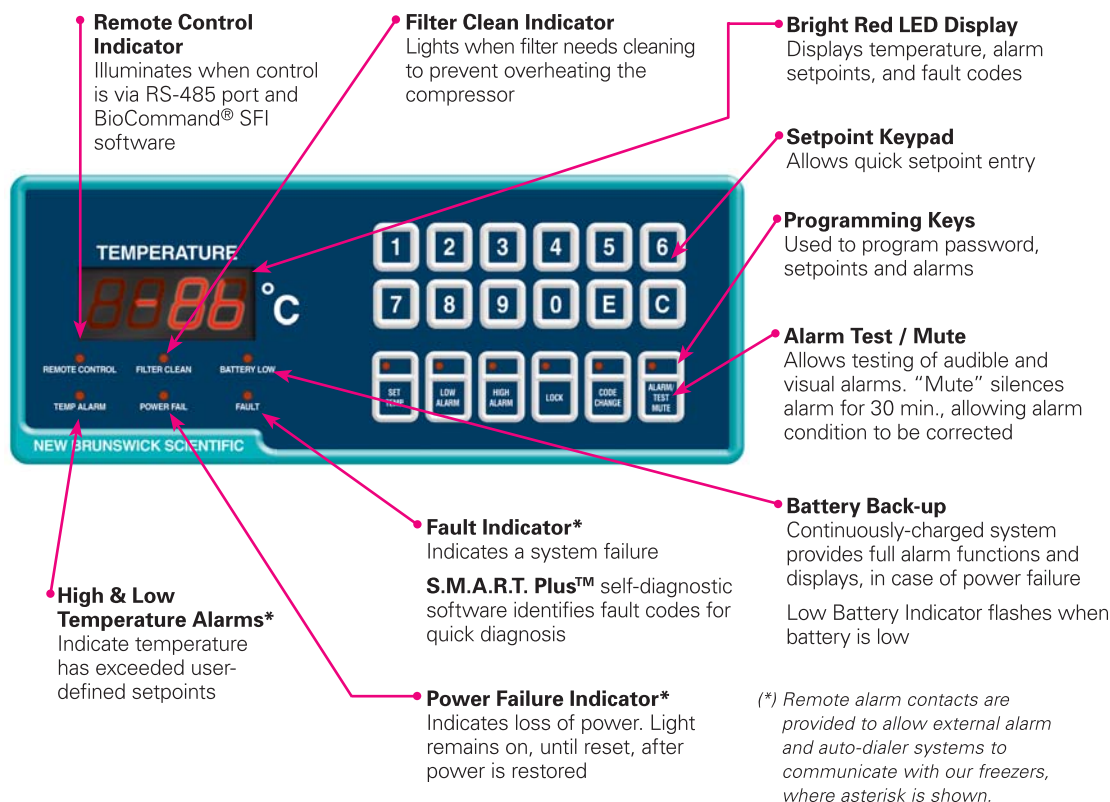 Remote Control
Indicator
Illuminates when control
is via RS-485 port and
BioCommand® SFI
software
Filter Clean Indicator
Lights when filter needs cleaning
to prevent overheating the
compressor
Bright Red LED Display
Displays temperature, alarm
setpoints, and fault codes
Setpoint Keypad
Allows quick setpoint entry
Programming Keys
Used to program password,
setpoints and alarms
Alarm Test / Mute
Allows testing of audible and
visual alarms. “Mute” silences
alarm for 30 min., allowing alarm
condition to be corrected
TEMPERATURE
-86 °C
REMOTE CONTROL FILTER CLEAN BATTERY LOW
TEMP ALARM POWER FAIL FAULT
NEW BRUNSWICK SCIENTIFIC
1 2 3 4 5 6
7 8 9 0 E C
SET
TEMP
LOW
ALARM
HIGH
ALARM
LOCK
CODE
CHANGE
ALARM/
TEST
MUTE
Battery Back-up
Continuously-charged system
provides full alarm functions and
displays, in case of power failure
Low Battery Indicator flashes when
battery is low
Fault Indicator*
Indicates a system failure
S.M.A.R.T. Plus™ self-diagnostic
software identifies fault codes for
quick diagnosis
High & Low
Temperature Alarms*
Indicate temperature
has exceeded user-
defined setpoints
Power Failure Indicator*
Indicates loss of power. Light
remains on, until reset, after
power is restored
(*) Remote alarm contacts are
provided to allow external alarm
and auto-dialer systems to
communicate with our freezers,
where asterisk is shown.